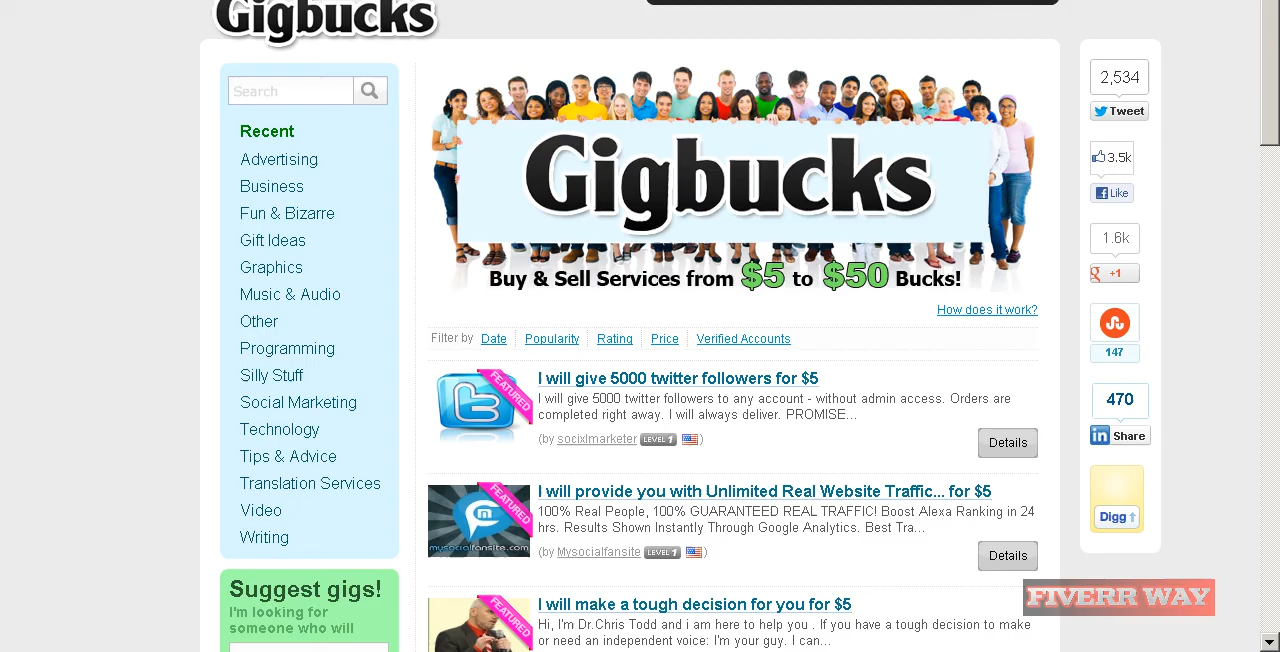 Gigbucks
Search
Recent
Advertising
Business
Fun & Bizarre
Gift Ideas
Graphics
Music & Audio
Other
Programming
Silly Stuff
Social Marketing
Technology
Tips & Advice
Translation Services
Video
Writing
Suggest gigs!
I'm looking for
someone who will
Gigbucks
Buy & Sell Services from $5 to $50 Bucks!
How does it work?
Filter by Date Popularity Rating Price Verified Accounts
FEATURED
I will give 5000 twitter followers for $5
I will give 5000 twitter followers to any account - without admin access. Orders are
completed right away. I will always deliver. PROMISE...
(by socixlmarketer LEVEL 1 )
Details
FEATURED
mysocialfansite.com
I will provide you with Unlimited Real Website Traffic... for $5
100% Real People, 100% GUARANTEED REAL TRAFFIC! Boost Alexa Ranking in 24
hrs. Results Shown Instantly Through Google Analytics. Best Tra...
(by Mysocialfansite LEVEL 1 )
Details
FEATURED
I will make a tough decision for you for $5
Hi, I'm Dr.Chris Todd and i am here to help you . If you have a tough decision to make
or need an independent voice: I'm your guy. I can...
2,534
Tweet
3.5k
Like
1.6k
+1
147
470
in Share
Digg
FIVERR WAY